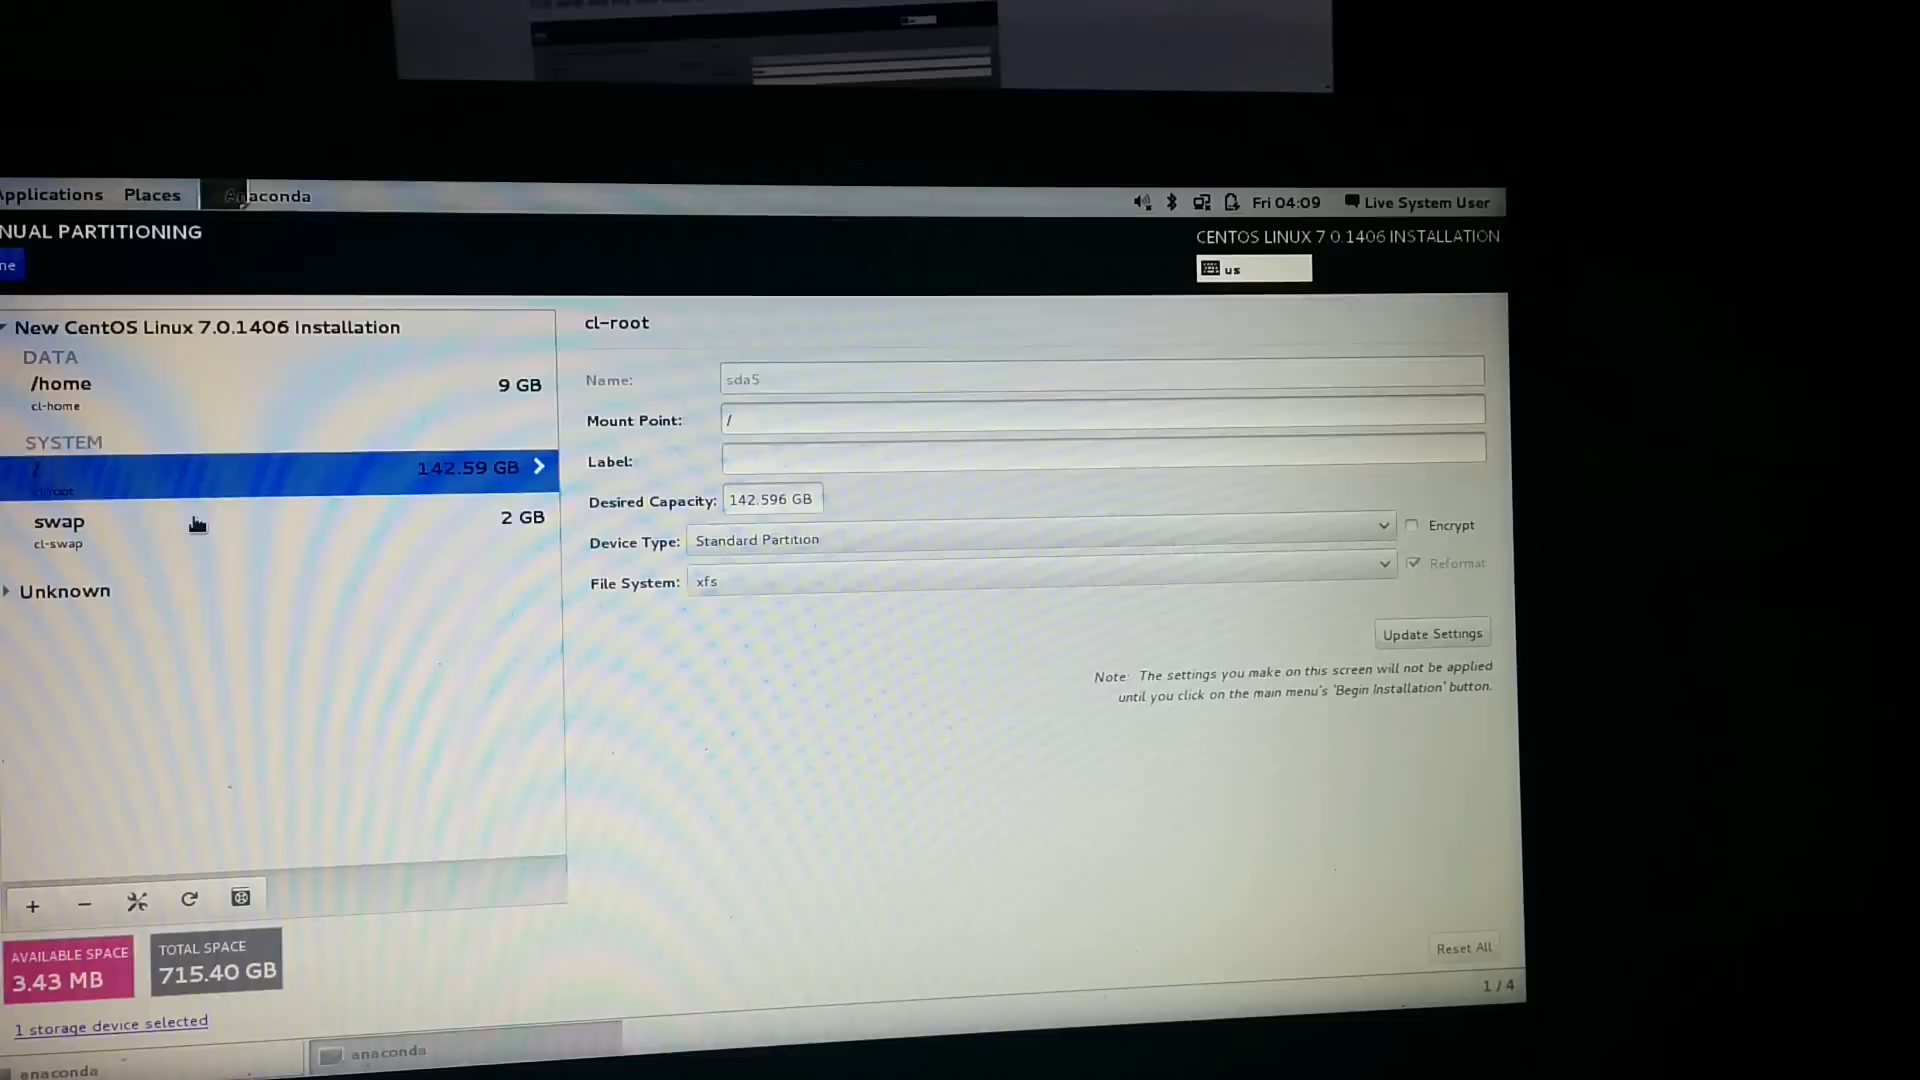 Applications Places Anaconda Fri 04:09 Live System User
NUAL PARTITIONING
CENTOS LINUX 7.0.1406 INSTALLATION
ne
us
New CentOS Linux 7.0.1406 Installation
DATA
/home 9 GB
cl-home
SYSTEM
/ 142.59 GB
cl-root
swap 2 GB
cl-swap
Unknown
cl-root
Name: sda5
Mount Point: /
Label:
Desired Capacity: 142.596 GB
Device Type: Standard Partition Encrypt
File System: xfs Reformat
Update Settings
Note: The settings you make on this screen will not be applied
until you click on the main menu's 'Begin Installation' button.
+ −
AVAILABLE SPACE
3.43 MB
TOTAL SPACE
715.40 GB
Reset All
1 / 4
1 storage device selected
anaconda
anaconda